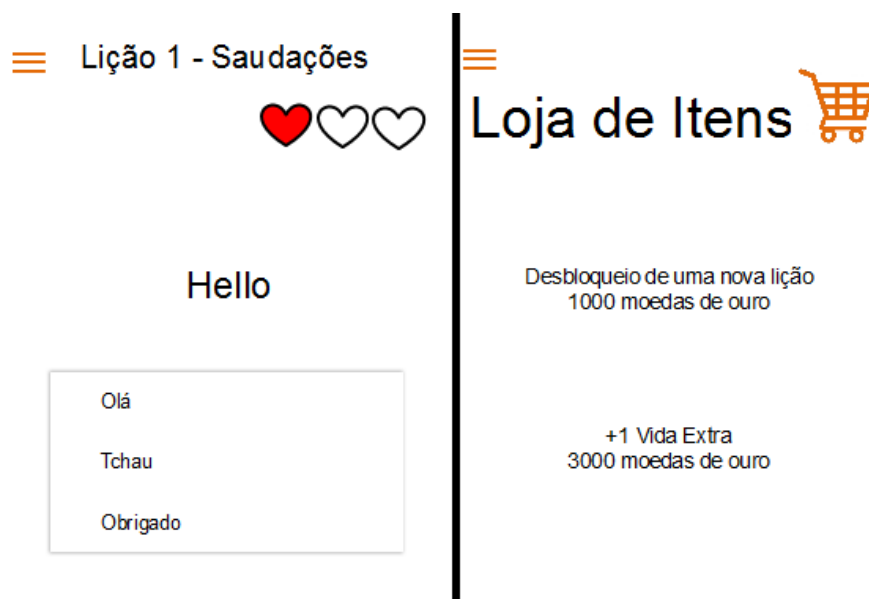 Lição 1 - Saudações
Hello
Olá
Tchau
Obrigado
Loja de Itens
Desbloqueio de uma nova lição
1000 moedas de ouro
+1 Vida Extra
3000 moedas de ouro